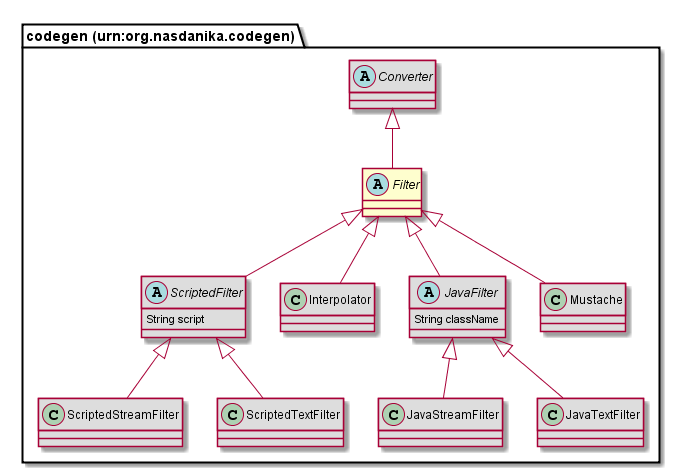 codegen (urn:org.nasdanika.codegen)
A Converter
A Filter
A ScriptedFilter
String script
C Interpolator
A JavaFilter
String className
C Mustache
C ScriptedStreamFilter
C ScriptedTextFilter
C JavaStreamFilter
C JavaTextFilter